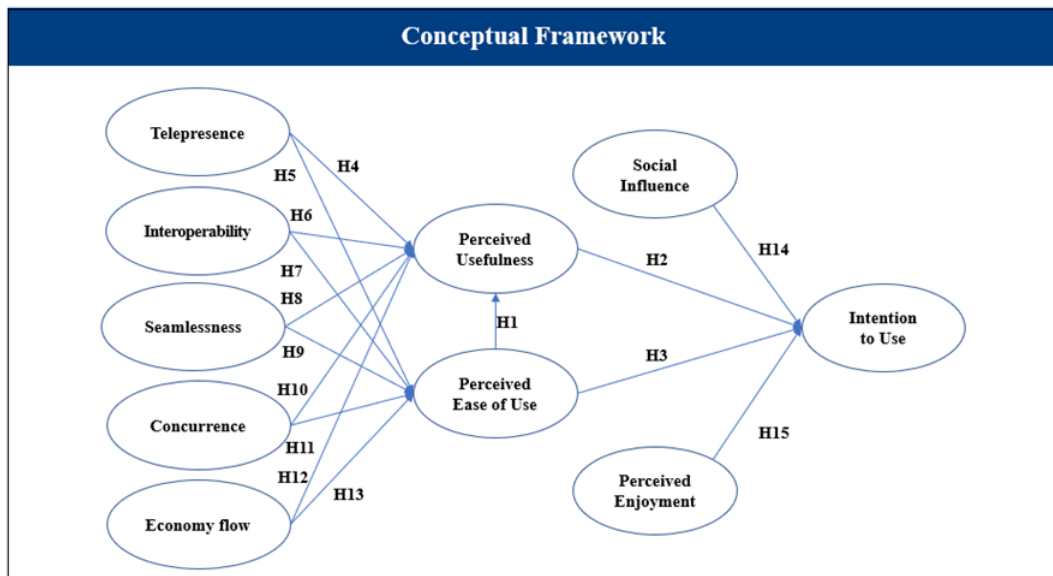 Conceptual Framework
Telepresence
H5
H4
Social
Influence
Interoperability
H6
Perceived
Usefulness
H14
H2
H7
H8
Seamlessness
H1
Intention
to Use
H9
H3
H10
Perceived
Ease of Use
Concurrence
H11
H15
H12
H13
Perceived
Enjoyment
Economy flow